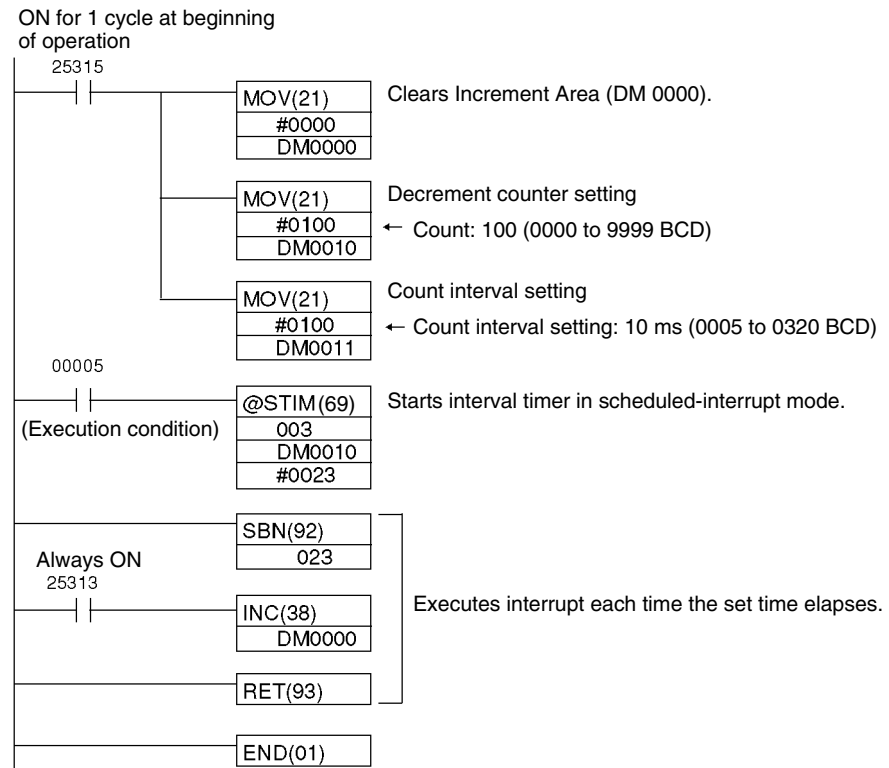 ON for 1 cycle at beginning
of operation
25315
MOV(21)
#0000
DM0000
Clears Increment Area (DM 0000).
MOV(21)
#0100
DM0010
Decrement counter setting
← Count: 100 (0000 to 9999 BCD)
MOV(21)
#0100
DM0011
Count interval setting
← Count interval setting: 10 ms (0005 to 0320 BCD)
00005
(Execution condition)
@STIM(69)
003
DM0010
#0023
Starts interval timer in scheduled-interrupt mode.
SBN(92)
023
Always ON
25313
INC(38)
DM0000
Executes interrupt each time the set time elapses.
RET(93)
END(01)